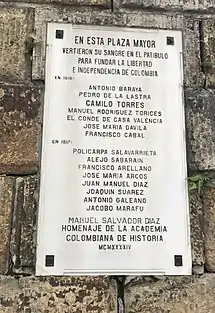 EN ESTA PLAZA MAYOR
VERTIERON SU SANGRE EN EL PATIBULO
PARA FUNDAR LA LIBERTAD
E INDEPENDENCIA DE COLOMBIA
EN 1816:
ANTONIO BARAYA
PEDRO DE LA LASTRA
CAMILO TORRES
MANUEL RODRIGUEZ TORICES
EL CONDE DE CASA VALENCIA
JOSE MARIA DAVILA
FRANCISCO CABAL
EN 1817:
POLICARPA SALAVARRIETA
ALEJO SABARAIN
FRANCISCO ARELLANO
JOSE MARIA ARCOS
JUAN MANUEL DIAZ
JOAQUIN SUAREZ
ANTONIO GALEANO
JACOBO MARAFU
MANUEL SALVADOR DIAZ
HOMENAJE DE LA ACADEMIA
COLOMBIANA DE HISTORIA
MCMXXXIV